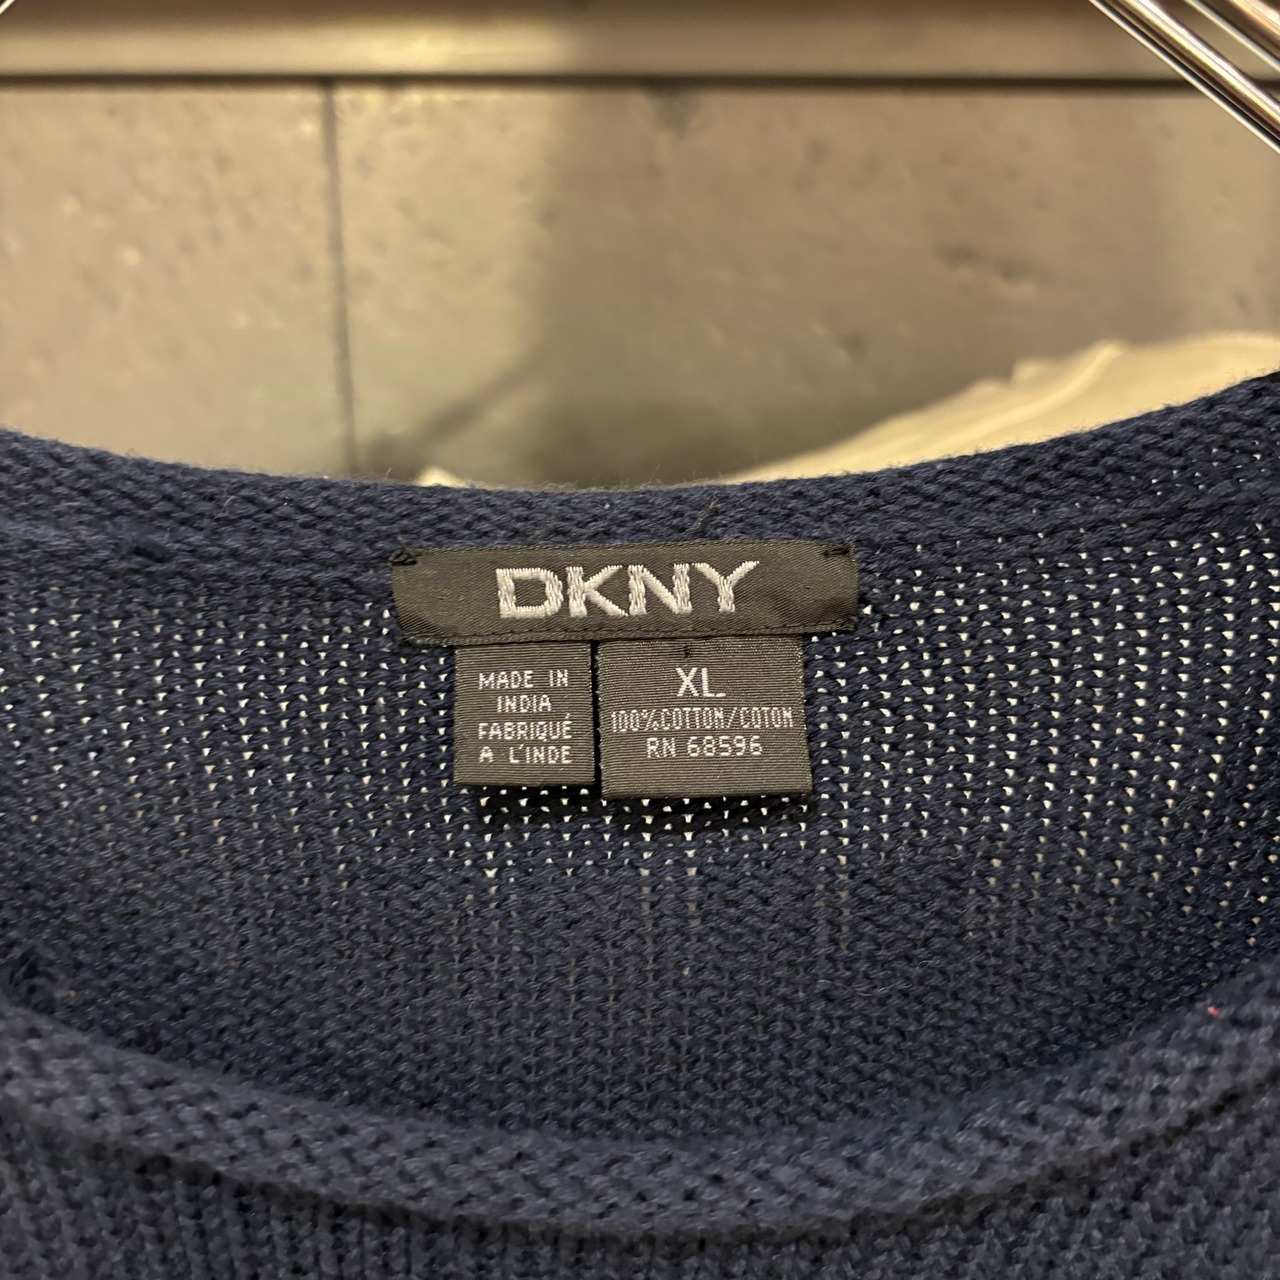 DKNY
MADE IN
INDIA
FABRIQUÉ
A L'INDE
XL
100%COTTON/COTON
RN 68596